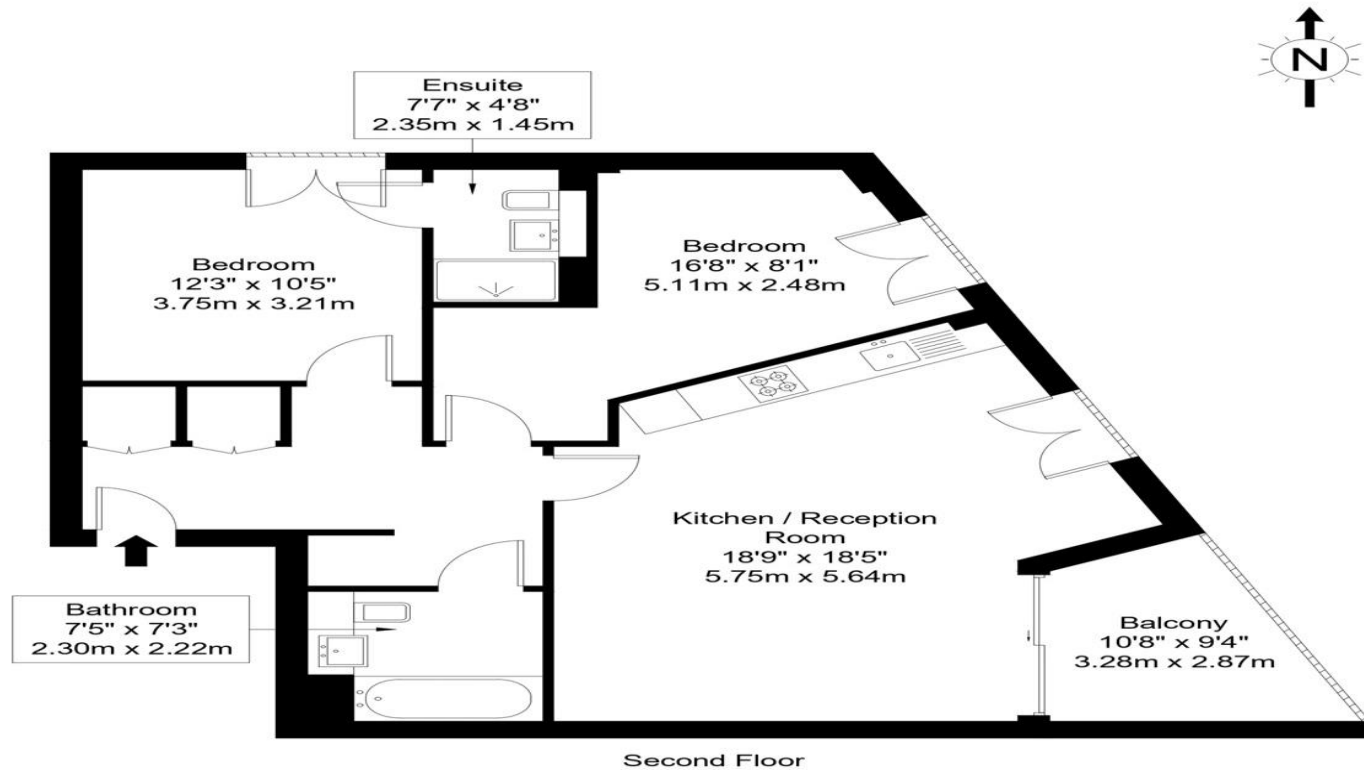 N
Ensuite
7'7" x 4'8"
2.35m x 1.45m
Bedroom
12'3" x 10'5"
3.75m x 3.21m
Bedroom
16'8" x 8'1"
5.11m x 2.48m
Kitchen / Reception
Room
18'9" x 18'5"
5.75m x 5.64m
Bathroom
7'5" x 7'3"
2.30m x 2.22m
Balcony
10'8" x 9'4"
3.28m x 2.87m
Second Floor